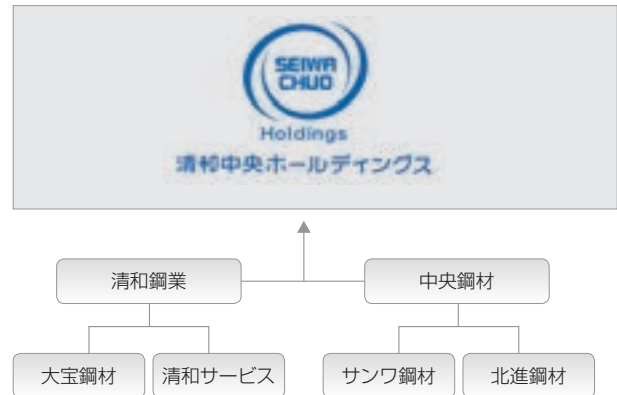 SEIWA
CHUO
Holdings
清和中央ホールディングス
清和鋼業
中央鋼材
大宝鋼材
清和サービス
サンワ鋼材
北進鋼材